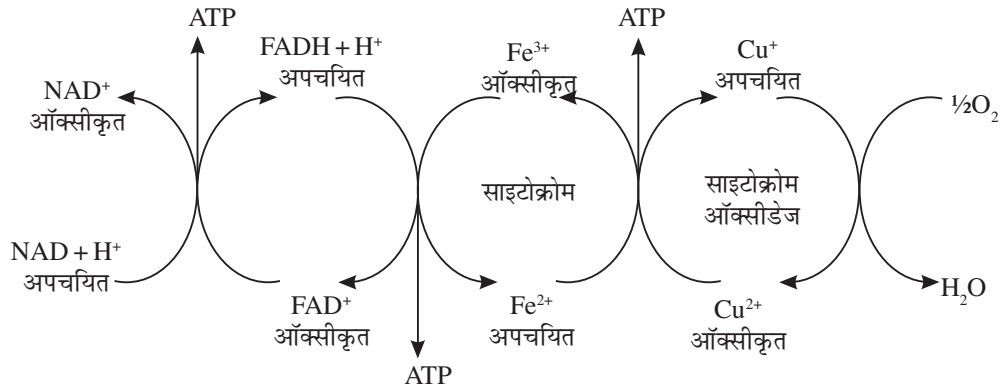 ATP
FADH + H⁺
अपचयित
Fe³⁺
ऑक्सीकृत
ATP
Cu⁺
अपचयित
½O₂
NAD⁺
ऑक्सीकृत
साइटोक्रोम
साइटोक्रोम
ऑक्सीडेज
NAD + H⁺
अपचयित
FAD⁺
ऑक्सीकृत
ATP
Fe²⁺
अपचयित
Cu²⁺
ऑक्सीकृत
H₂O